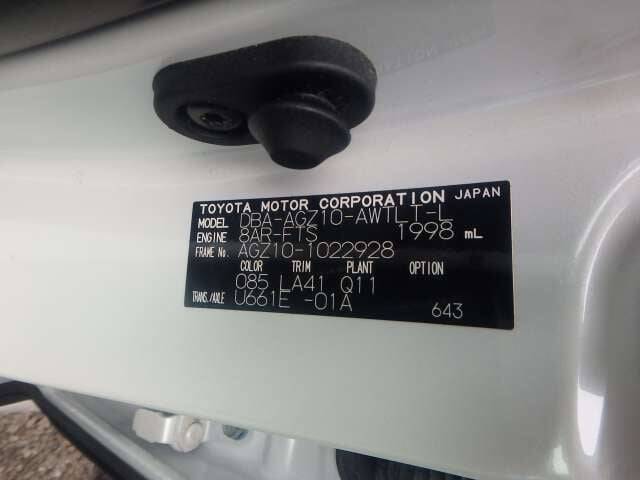 TOYOTA MOTOR CORPORATION JAPAN
MODEL DBA-AGZ10-AWTLT-L
8AR-FTS 1998 mL
FRAME No. AGZ10-1022928
COLOR TRIM PLANT OPTION
085 LA41 Q11
TRANS./AXLE U661E -01A
643